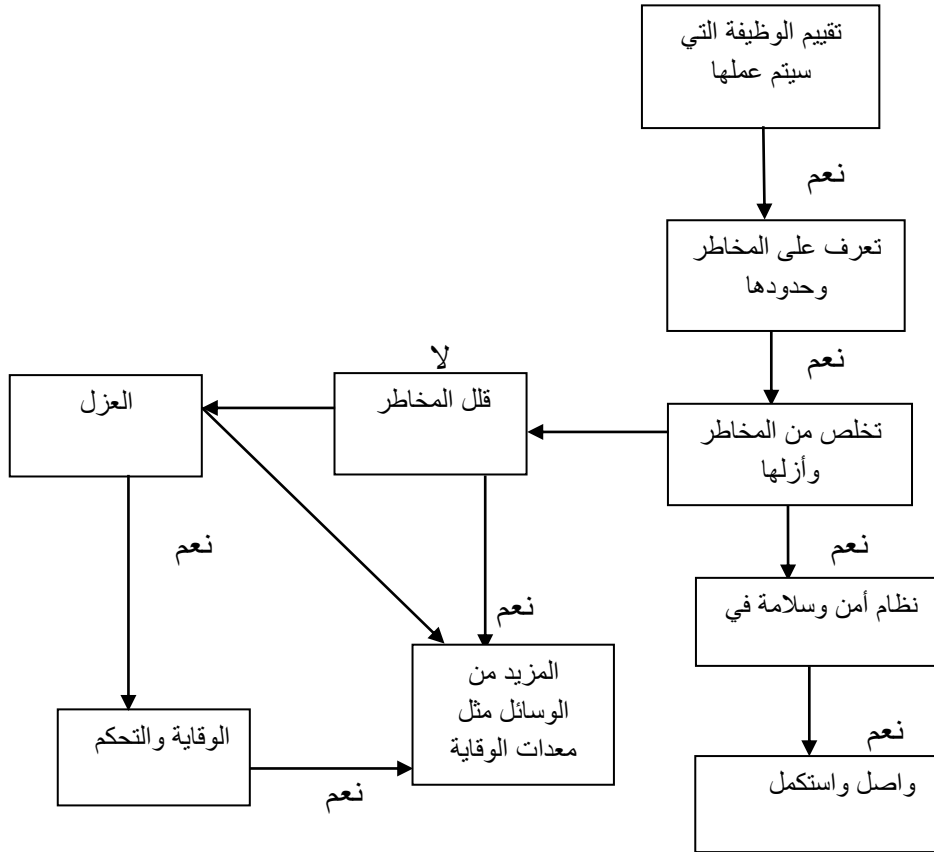 تقييم الوظيفة التي
سيتم عملها
نعم
تعرف على المخاطر
وحدودها
نعم
تخلص من المخاطر
وأزلها
لا
قلل المخاطر
العزل
نعم
نعم
نظام أمن وسلامة في
نعم
المزيد من
الوسائل مثل
معدات الوقاية
الوقاية والتحكم
نعم
نعم
واصل واستكمل